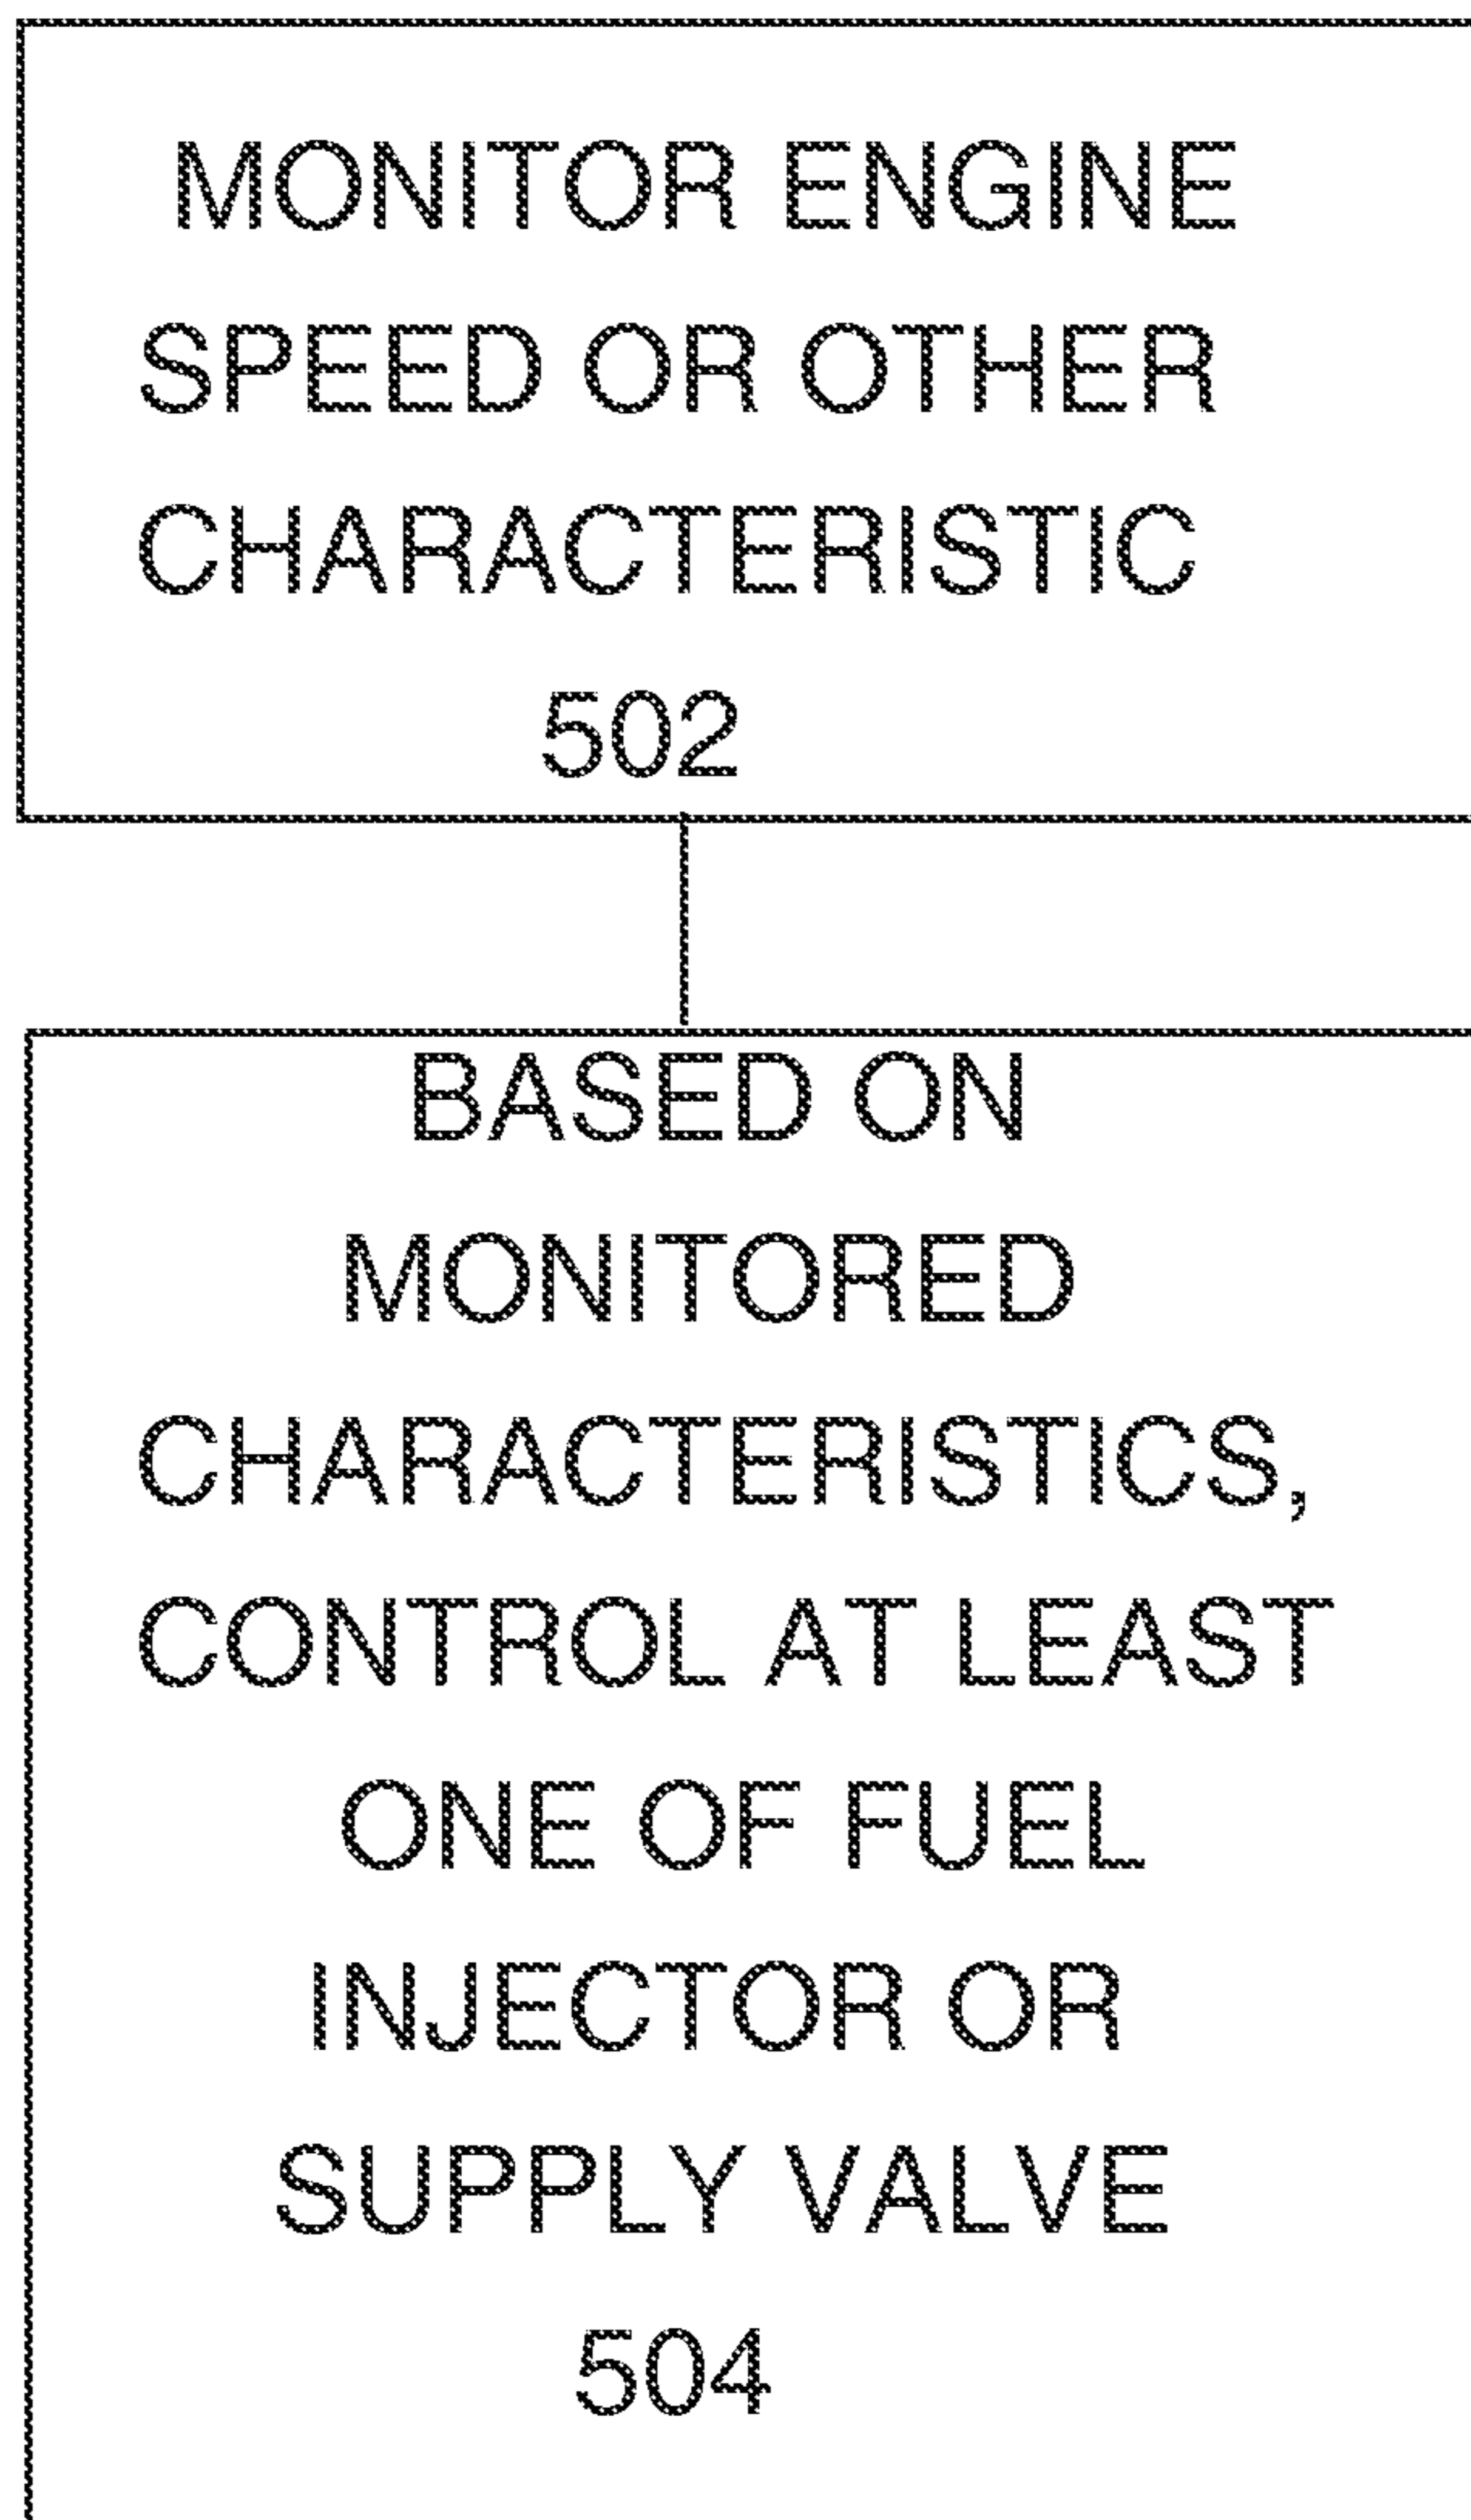 MONITOR ENGINE
SPEED OR OTHER
CHARACTERISTIC
502
BASED ON
MONITORED
CHARACTERISTICS,
CONTROL AT LEAST
ONE OF FUEL
INJECTOR OR
SUPPLY VALVE
504